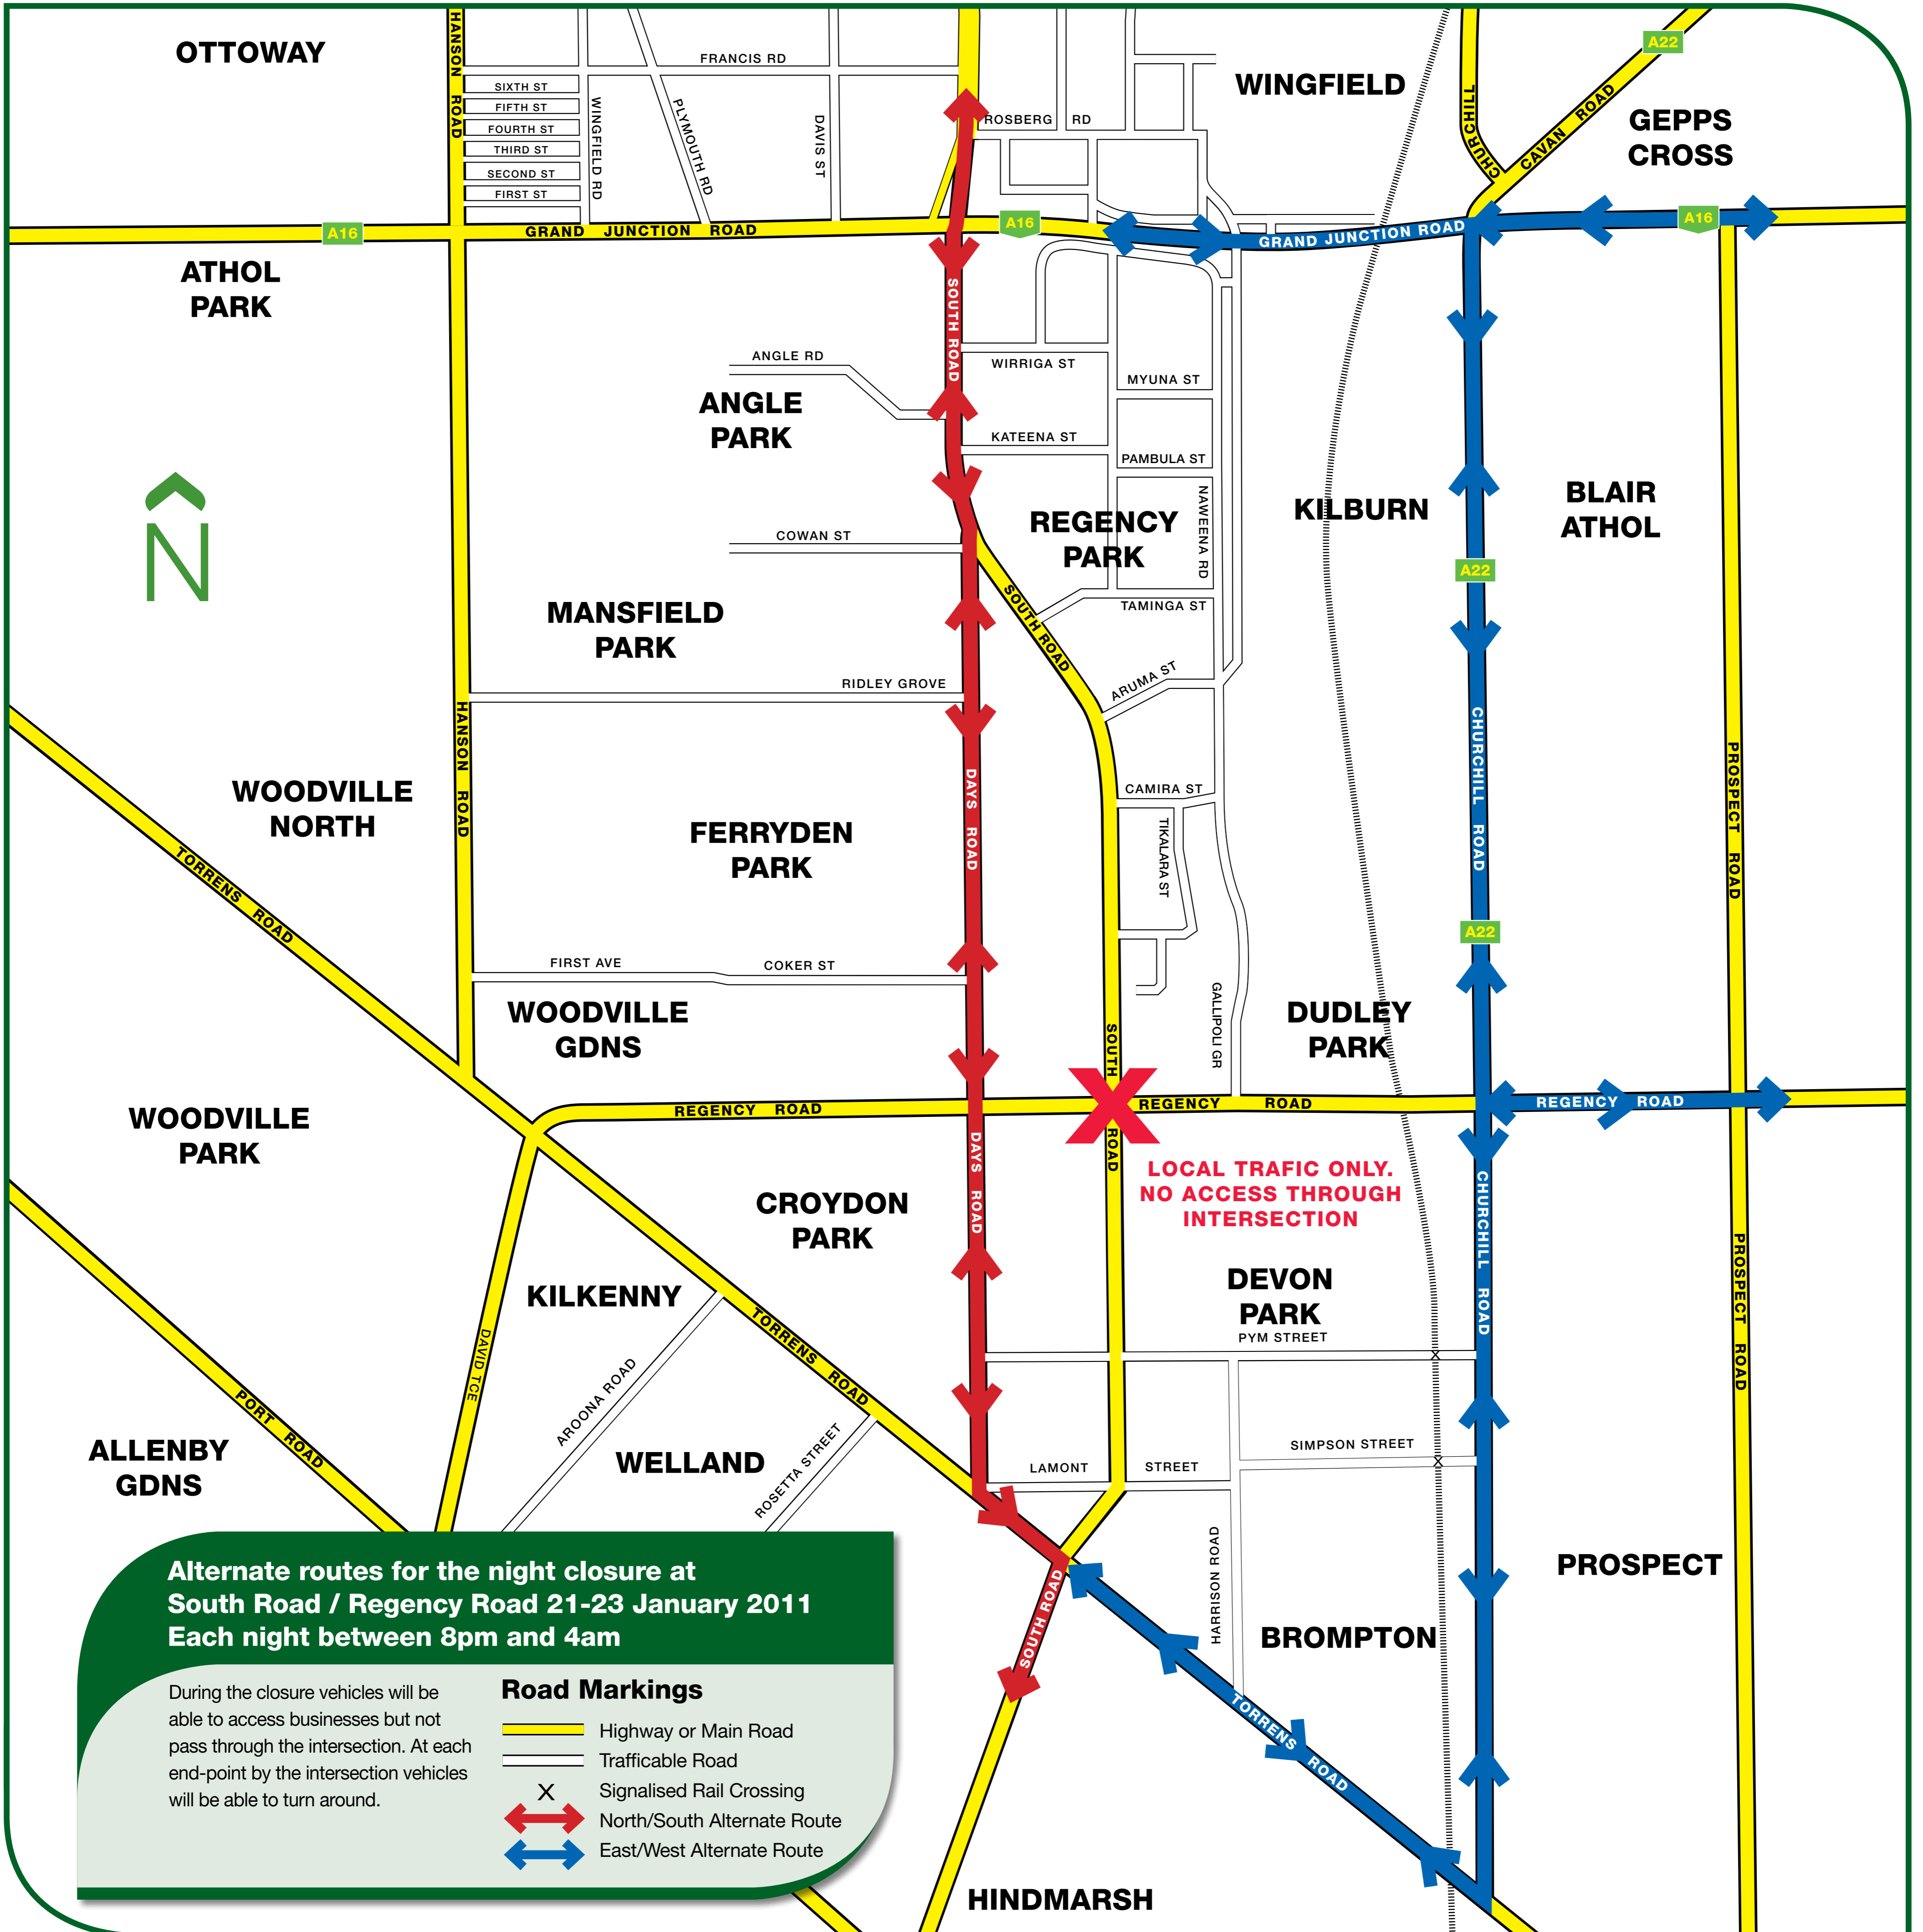 OTTOWAY
HANSON ROAD
FRANCIS RD
SIXTH ST
FIFTH ST
FOURTH ST
THIRD ST
SECOND ST
FIRST ST
WINGFIELD RD
PLYMOUTH RD
DAVIS ST
ROSBERG RD
WINGFIELD
CHURCHILL
CAVAN ROAD
A22
GEPPS
CROSS
A16
GRAND JUNCTION ROAD
A16
GRAND JUNCTION ROAD
A16
ATHOL
PARK
SOUTH ROAD
ANGLE RD
ANGLE
PARK
WIRRIGA ST
MYUNA ST
KATEENA ST
PAMBULA ST
NAWEENA RD
REGENCY
PARK
KILBURN
BLAIR
ATHOL
N
COWAN ST
A22
MANSFIELD
PARK
SOUTH ROAD
TAMINGA ST
ARUMA ST
RIDLEY GROVE
HANSON ROAD
WOODVILLE
NORTH
TORRENS ROAD
FERRYDEN
PARK
DAYS ROAD
CAMIRA ST
TIKALARA ST
CHURCHILL ROAD
PROSPECT ROAD
A22
FIRST AVE
COKER ST
WOODVILLE
GDNS
GALLIPOLI GR
DUDLEY
PARK
SOUTH ROAD
REGENCY ROAD
REGENCY ROAD
REGENCY ROAD
WOODVILLE
PARK
DAYS ROAD
LOCAL TRAFIC ONLY.
NO ACCESS THROUGH
INTERSECTION
CHURCHILL ROAD
PROSPECT ROAD
CROYDON
PARK
KILKENNY
DEVON
PARK
PYM STREET
X
DAVID TCE
AROONA ROAD
TORRENS ROAD
PORT ROAD
ALLENBY
GDNS
WELLAND
ROSETTA STREET
LAMONT STREET
SIMPSON STREET
X
HARRISON ROAD
SOUTH ROAD
PROSPECT
BROMPTON
TORRENS ROAD
HINDMARSH
Alternate routes for the night closure at
South Road / Regency Road 21-23 January 2011
Each night between 8pm and 4am
During the closure vehicles will be
able to access businesses but not
pass through the intersection. At each
end-point by the intersection vehicles
will be able to turn around.
Road Markings
Highway or Main Road
Trafficable Road
X Signalised Rail Crossing
North/South Alternate Route
East/West Alternate Route